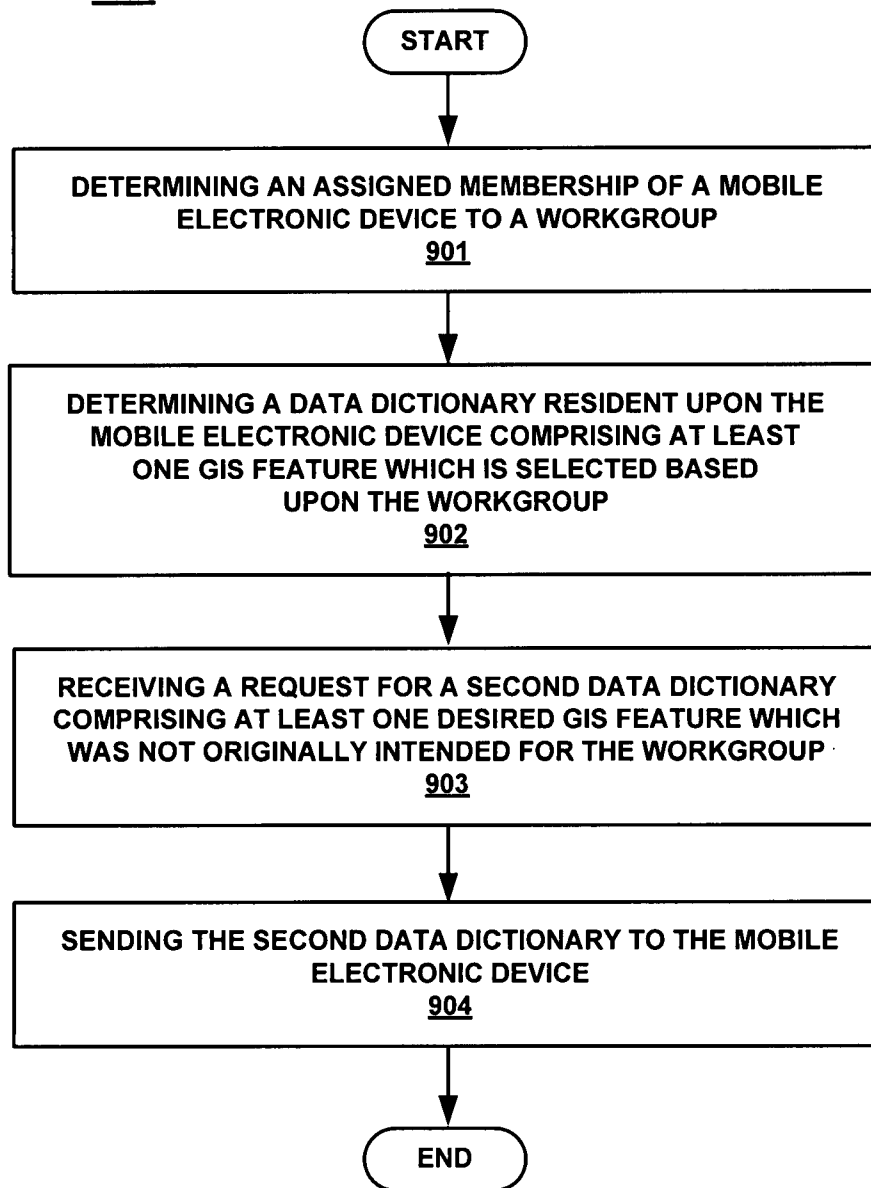 START
DETERMINING AN ASSIGNED MEMBERSHIP OF A MOBILE
ELECTRONIC DEVICE TO A WORKGROUP
901
DETERMINING A DATA DICTIONARY RESIDENT UPON THE
MOBILE ELECTRONIC DEVICE COMPRISING AT LEAST
ONE GIS FEATURE WHICH IS SELECTED BASED
UPON THE WORKGROUP
902
RECEIVING A REQUEST FOR A SECOND DATA DICTIONARY
COMPRISING AT LEAST ONE DESIRED GIS FEATURE WHICH
WAS NOT ORIGINALLY INTENDED FOR THE WORKGROUP
903
SENDING THE SECOND DATA DICTIONARY TO THE MOBILE
ELECTRONIC DEVICE
904
END